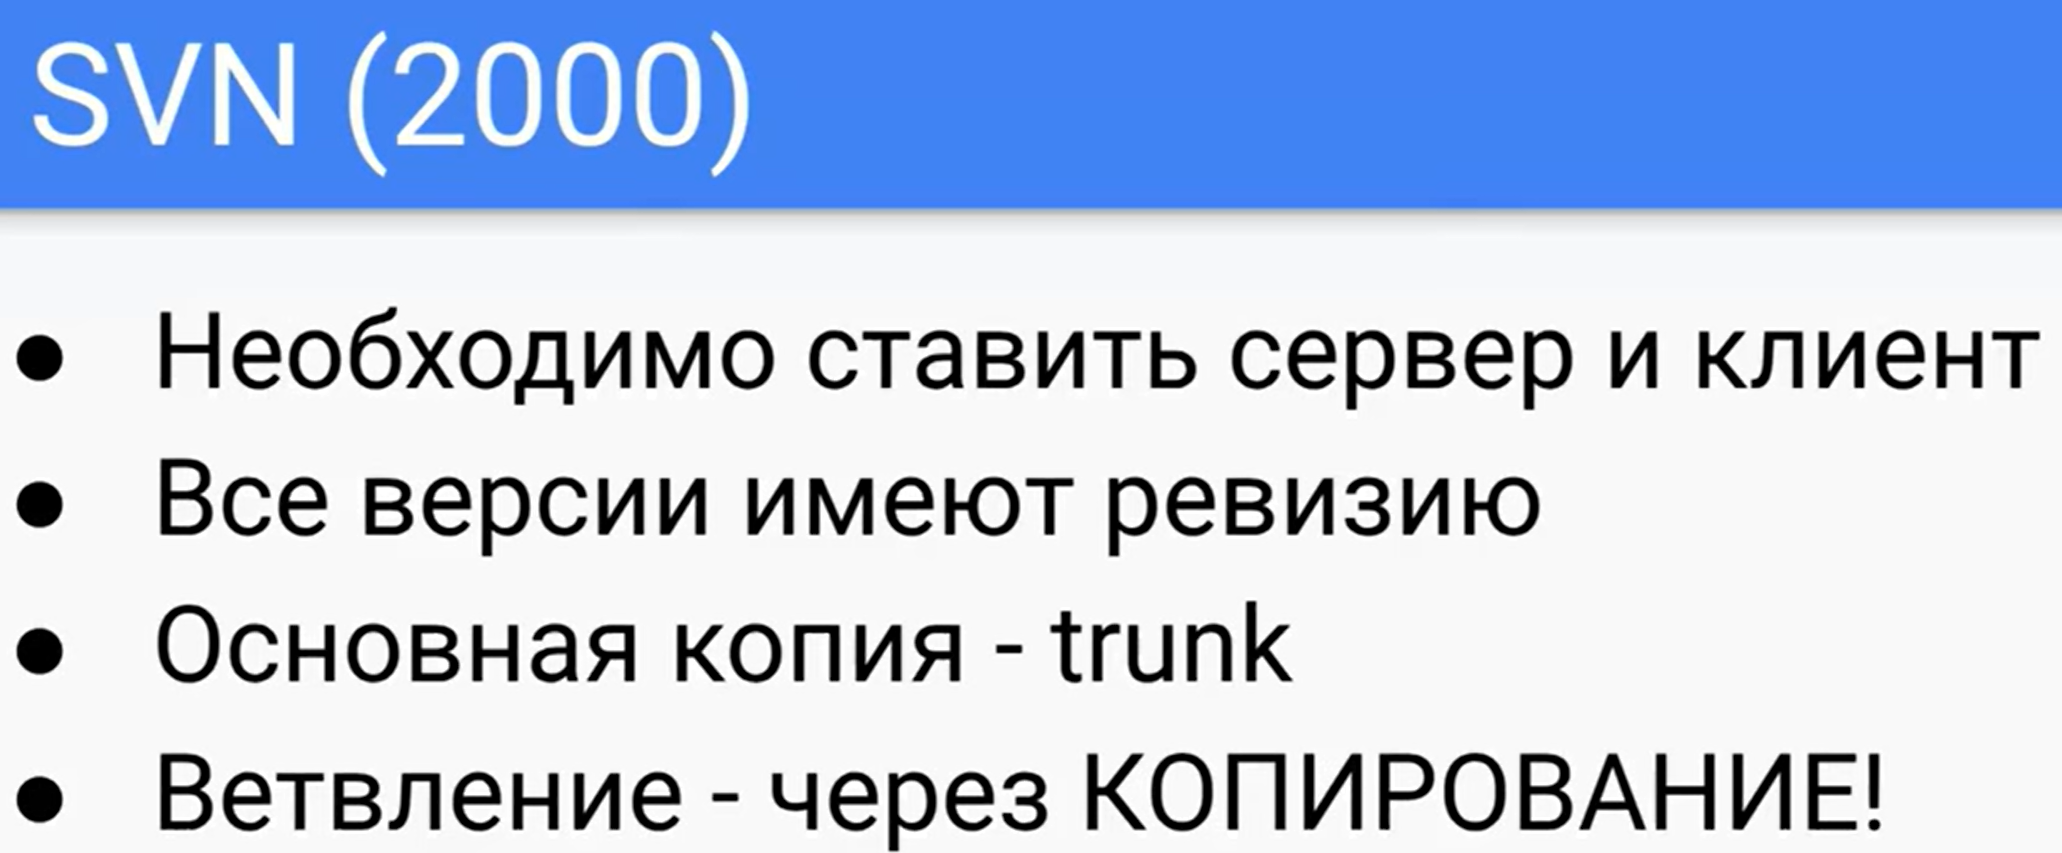 SVN (2000)
● Необходимо ставить сервер и клиент
● Все версии имеют ревизию
● Основная копия - trunk
● Ветвление - через КОПИРОВАНИЕ!